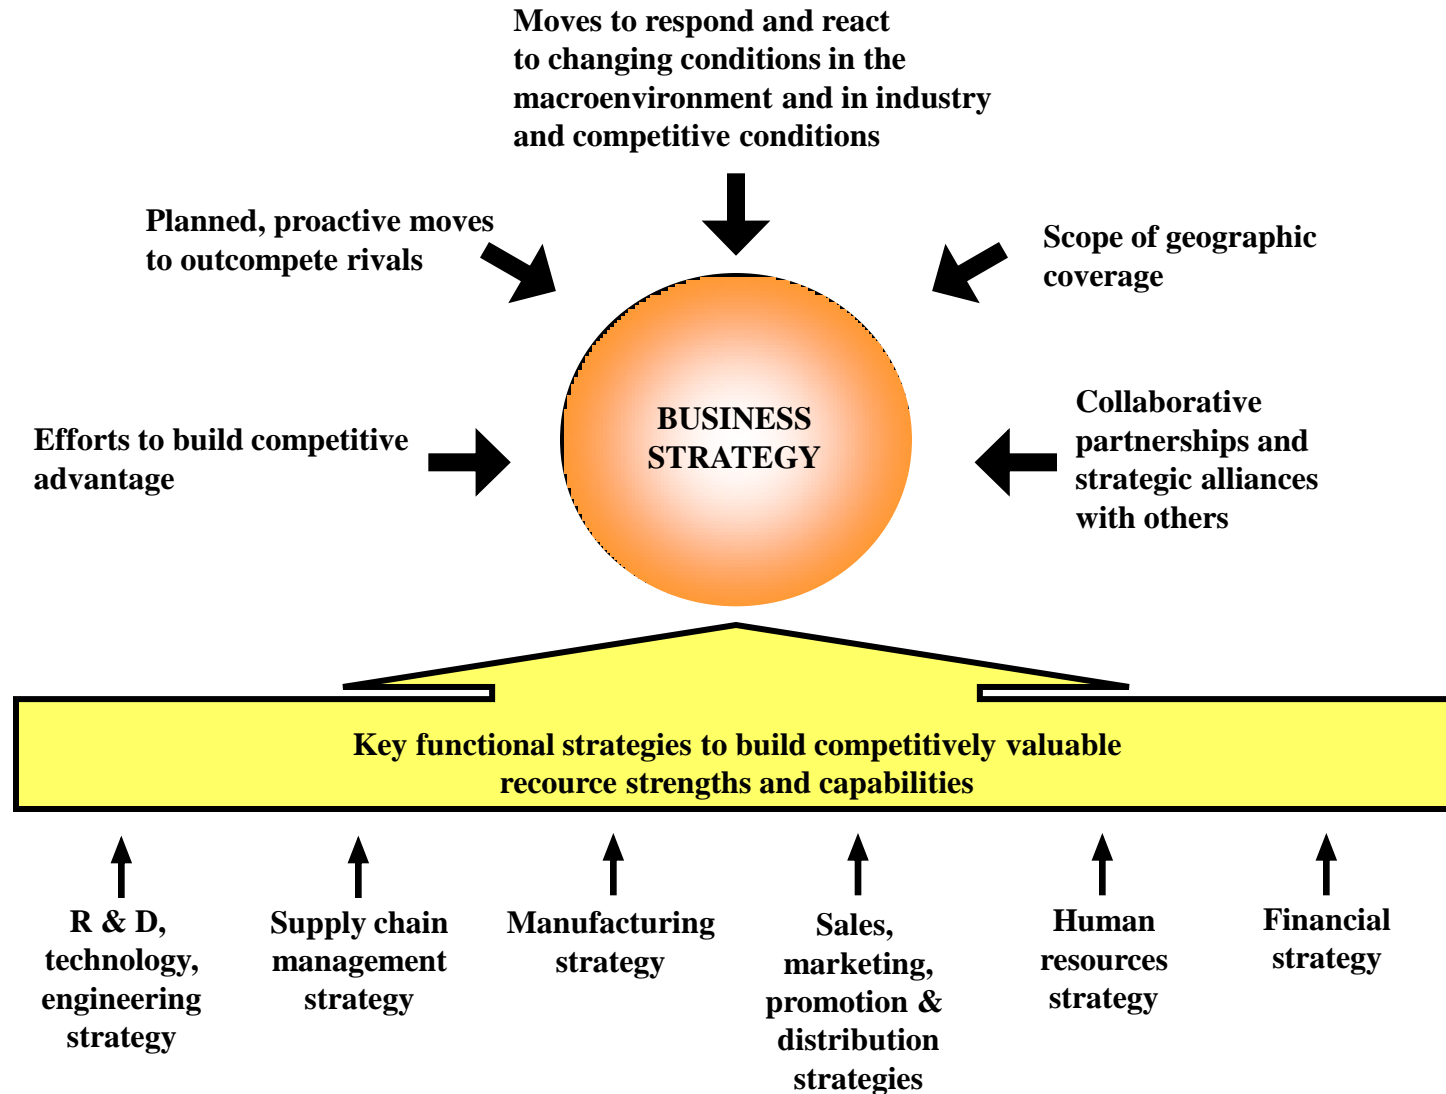 Moves to respond and react
to changing conditions in the
macroenvironment and in industry
and competitive conditions
Planned, proactive moves
to outcompete rivals
Scope of geographic
coverage
Efforts to build competitive
advantage
BUSINESS
STRATEGY
Collaborative
partnerships and
strategic alliances
with others
Key functional strategies to build competitively valuable
recource strengths and capabilities
R & D,
technology,
engineering
strategy
Supply chain
management
strategy
Manufacturing
strategy
Sales,
marketing,
promotion &
distribution
strategies
Human
resources
strategy
Financial
strategy